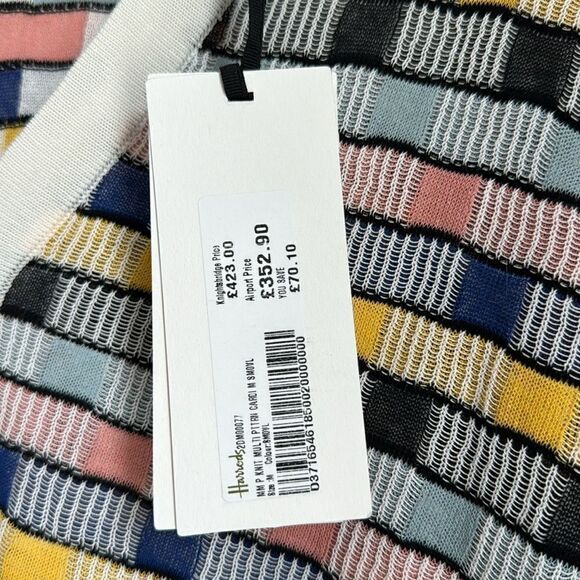 Knightsbridge Price
£423.00
Airport Price
£352.90
YOU SAVE
£70.10
Harrods 2DM00077
MM P KNIT MULTI PTTRN CARDI M SMOYL
Size :M Colour:SMOYL